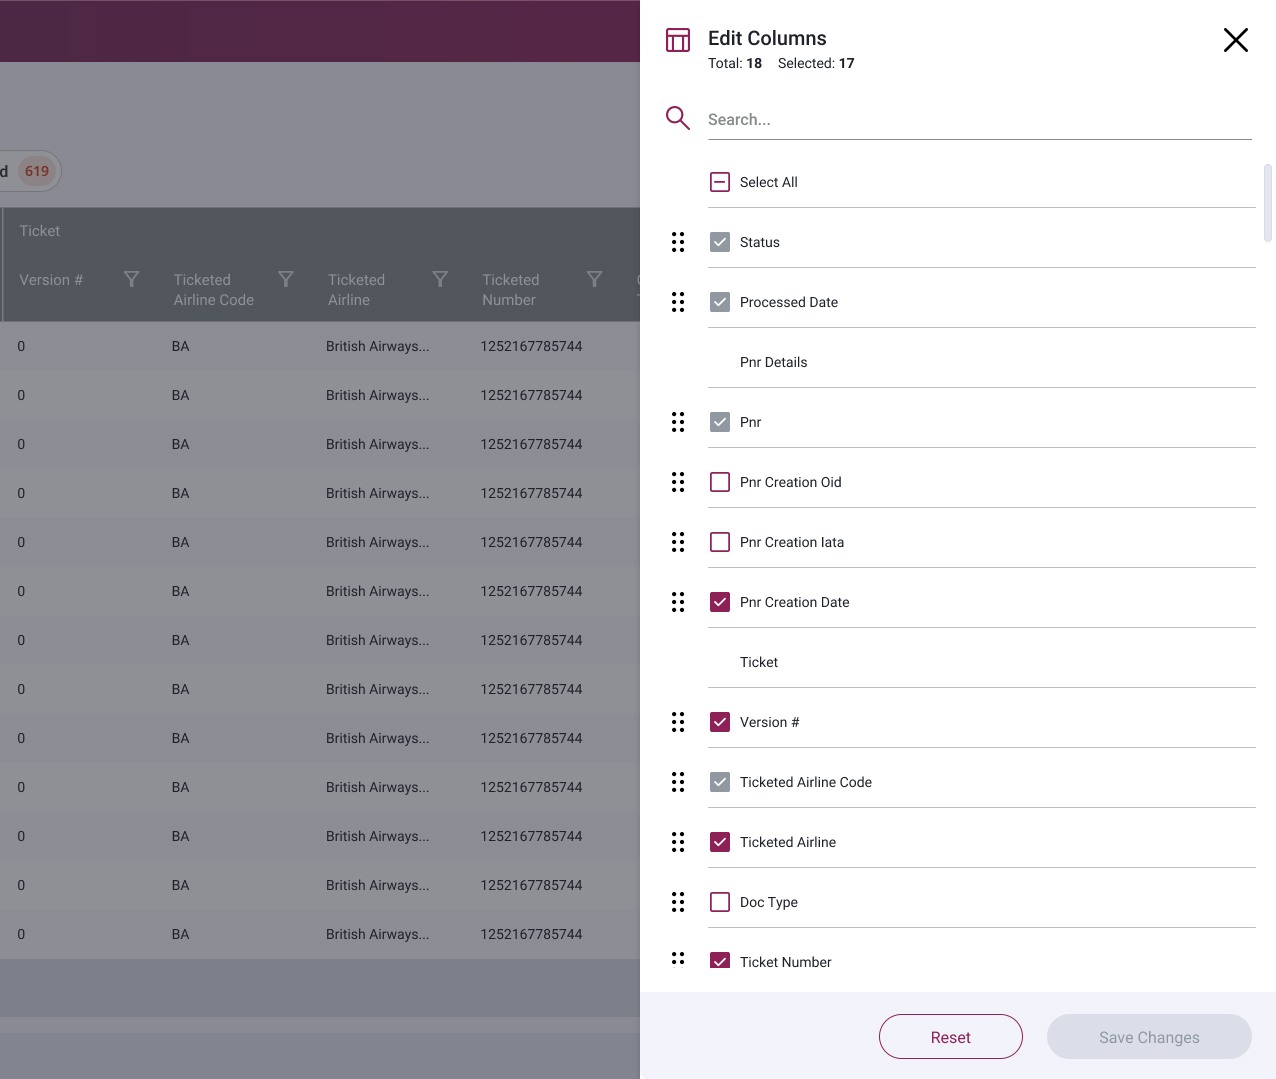 d 619
Ticket
Version #
Ticketed
Airline Code
Ticketed
Airline
Ticketed
Number
0 BA British Airways... 1252167785744
0 BA British Airways... 1252167785744
0 BA British Airways... 1252167785744
0 BA British Airways... 1252167785744
0 BA British Airways... 1252167785744
0 BA British Airways... 1252167785744
0 BA British Airways... 1252167785744
0 BA British Airways... 1252167785744
0 BA British Airways... 1252167785744
0 BA British Airways... 1252167785744
0 BA British Airways... 1252167785744
0 BA British Airways... 1252167785744
0 BA British Airways... 1252167785744
Edit Columns
Total: 18 Selected: 17
Search...
Select All
Status
Processed Date
Pnr Details
Pnr
Pnr Creation Oid
Pnr Creation Iata
Pnr Creation Date
Ticket
Version #
Ticketed Airline Code
Ticketed Airline
Doc Type
Ticket Number
Reset Save Changes